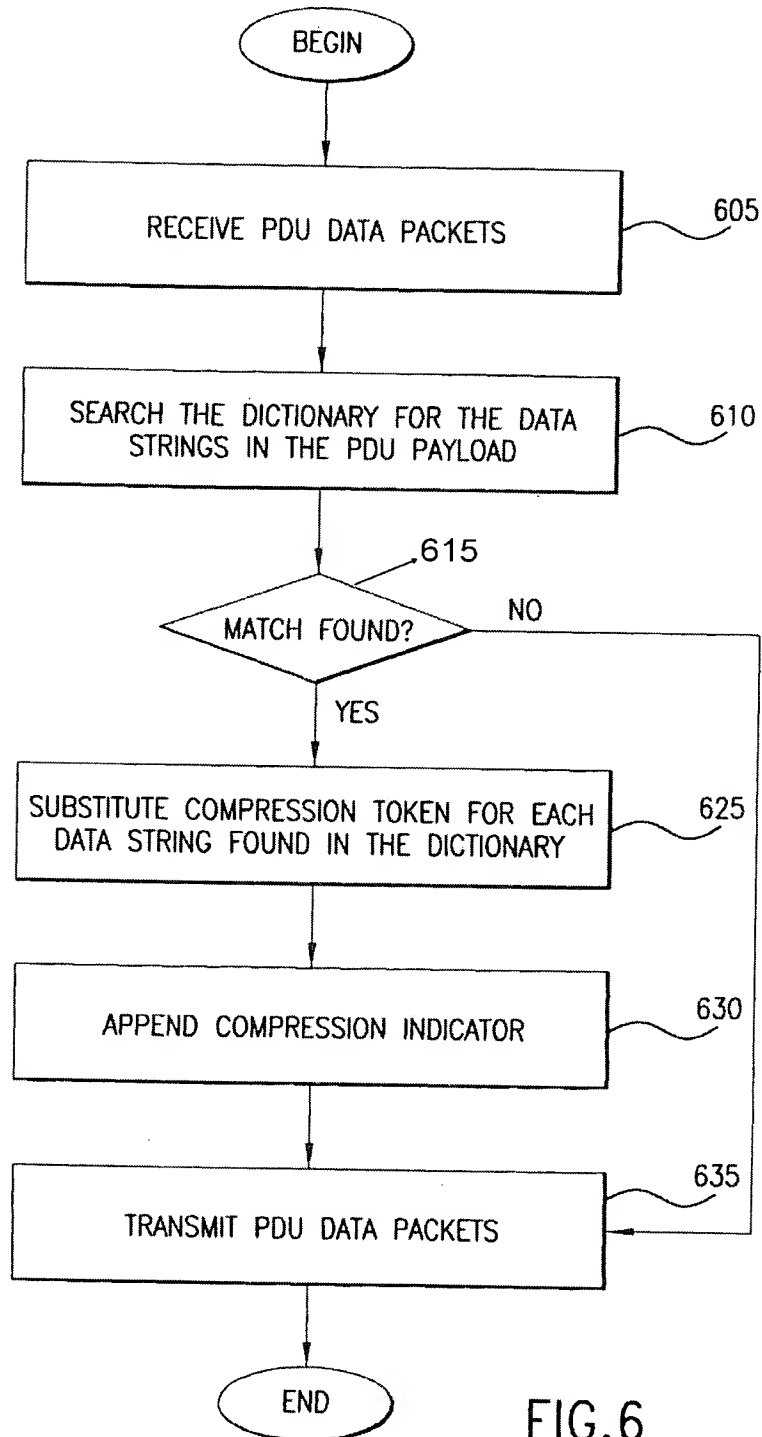 BEGIN
RECEIVE PDU DATA PACKETS
605
SEARCH THE DICTIONARY FOR THE DATA
STRINGS IN THE PDU PAYLOAD
610
615
MATCH FOUND?
NO
YES
SUBSTITUTE COMPRESSION TOKEN FOR EACH
DATA STRING FOUND IN THE DICTIONARY
625
APPEND COMPRESSION INDICATOR
630
TRANSMIT PDU DATA PACKETS
635
END
FIG.6